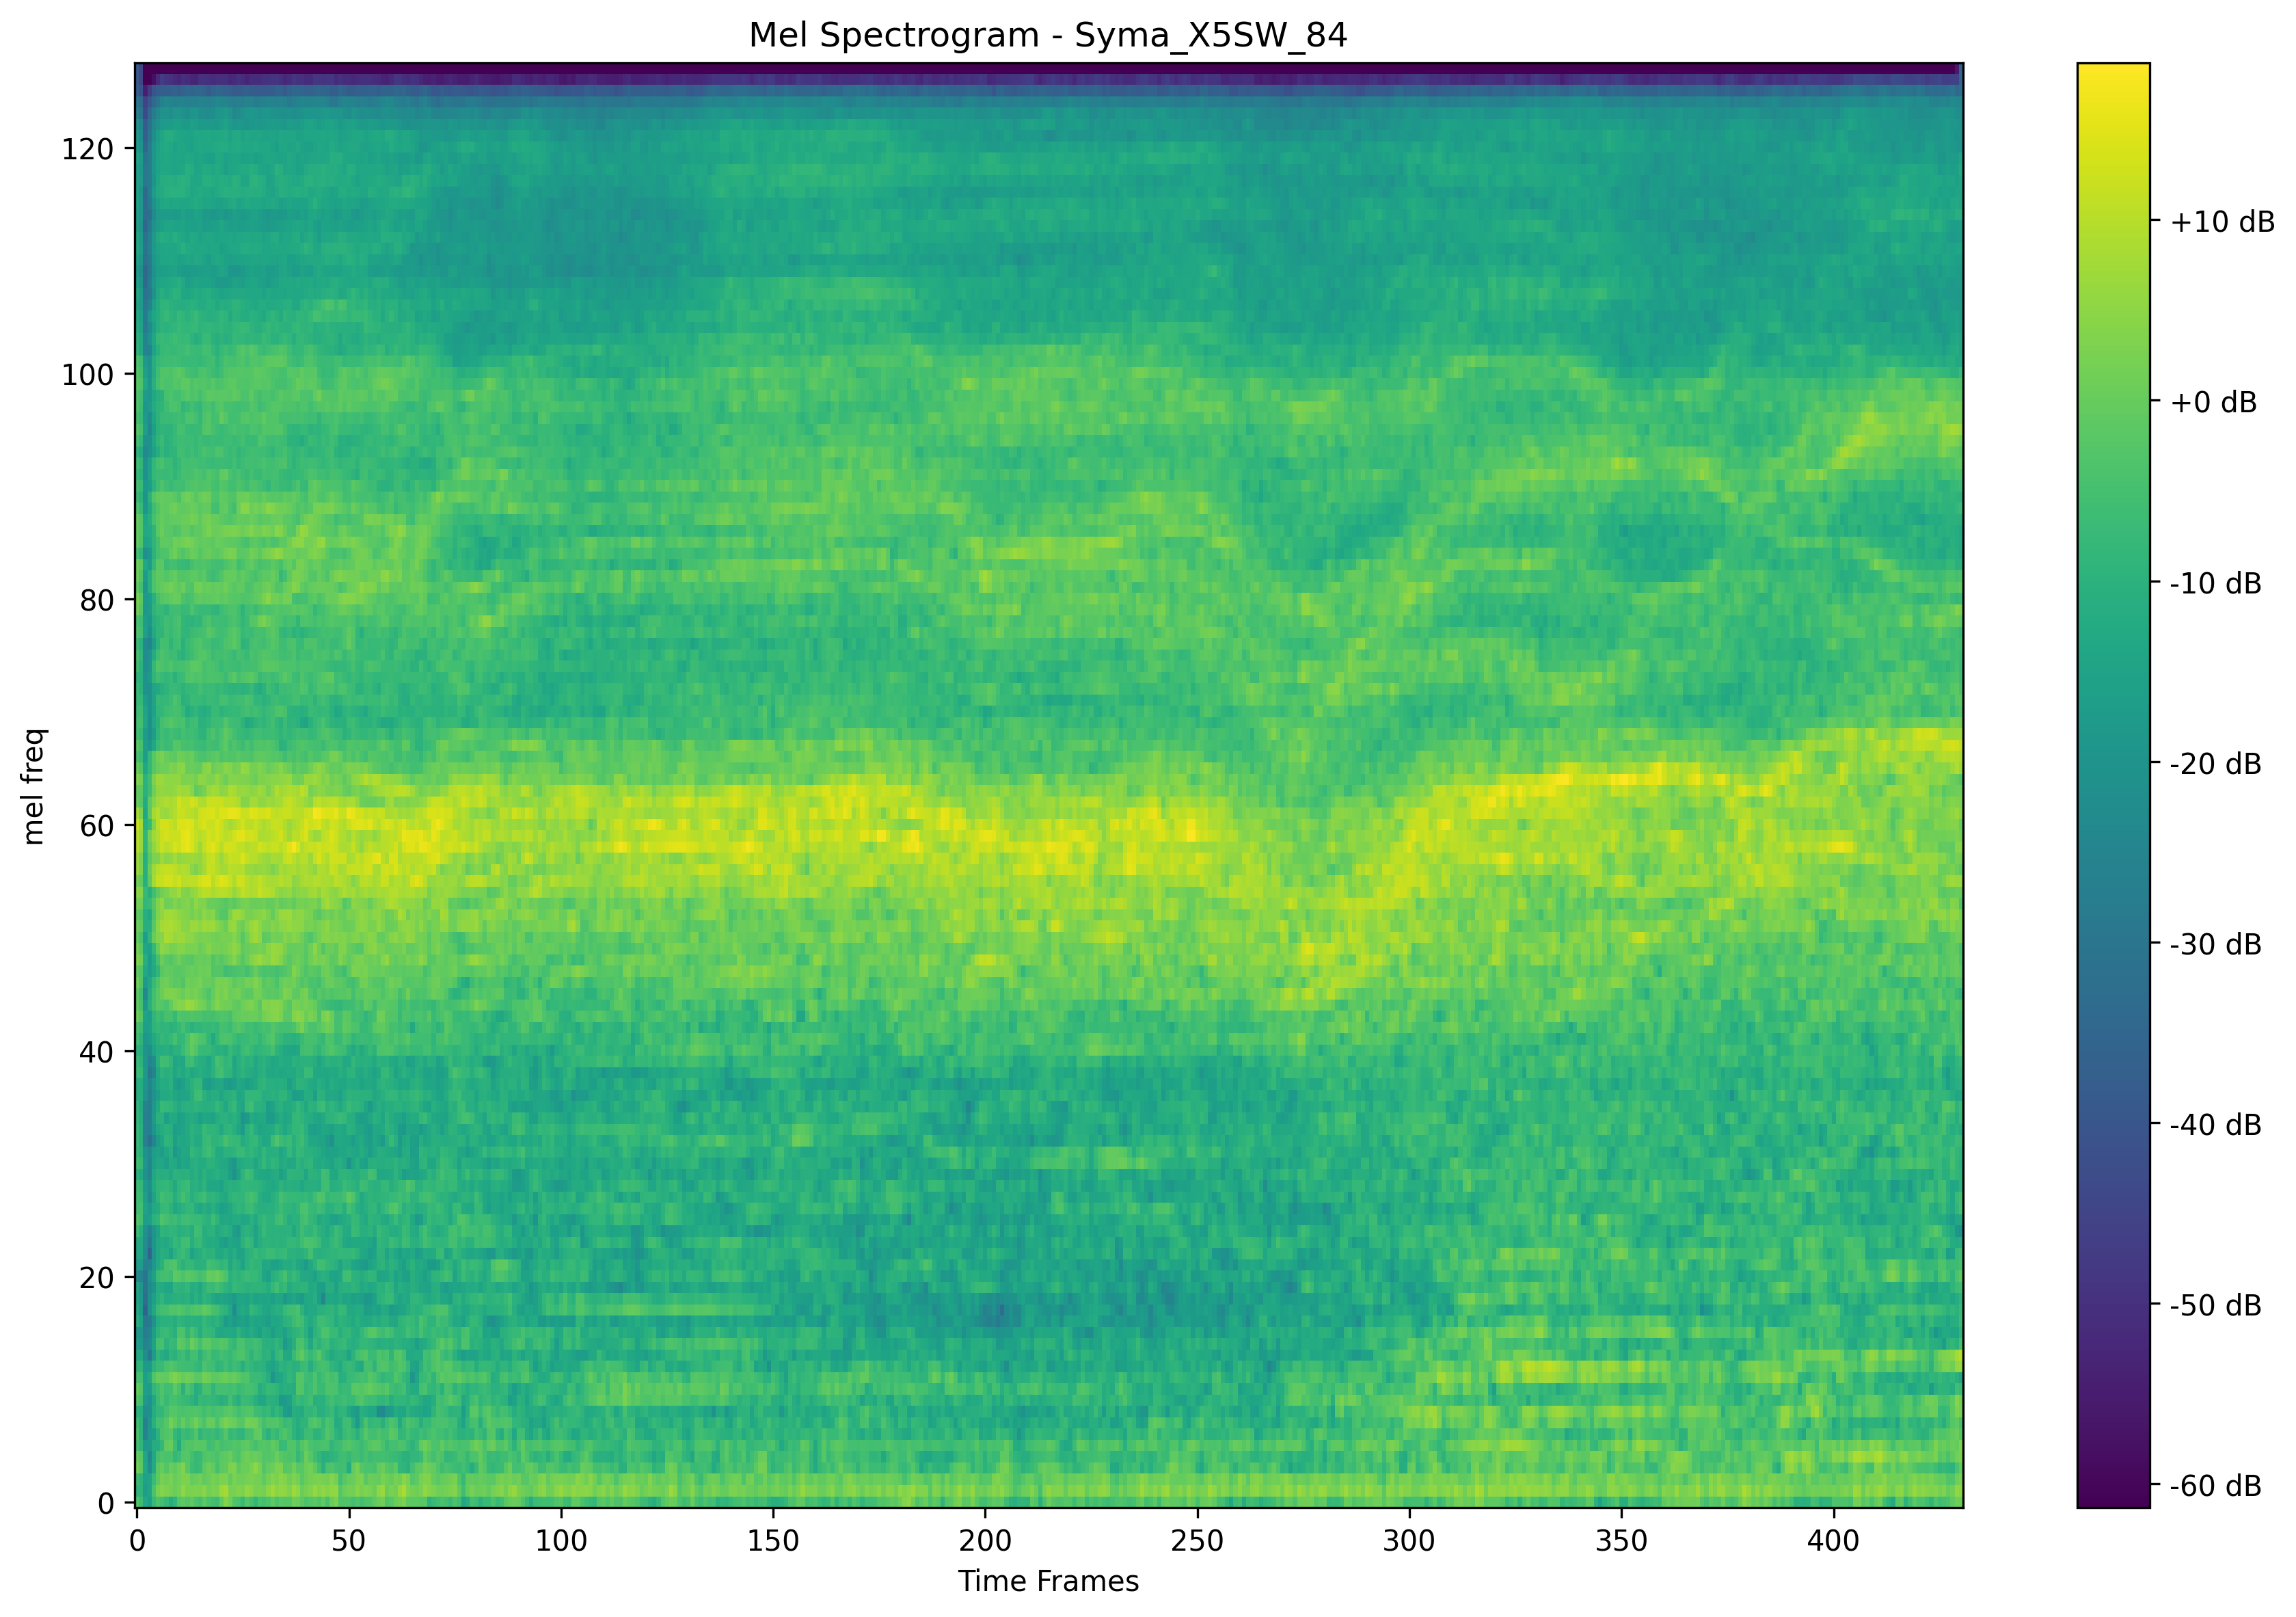 Mel Spectrogram - Syma_X5SW_84
mel freq
120
100
80
60
40
20
0
0 50 100 150 200 250 300 350 400
Time Frames
+10 dB
+0 dB
-10 dB
-20 dB
-30 dB
-40 dB
-50 dB
-60 dB